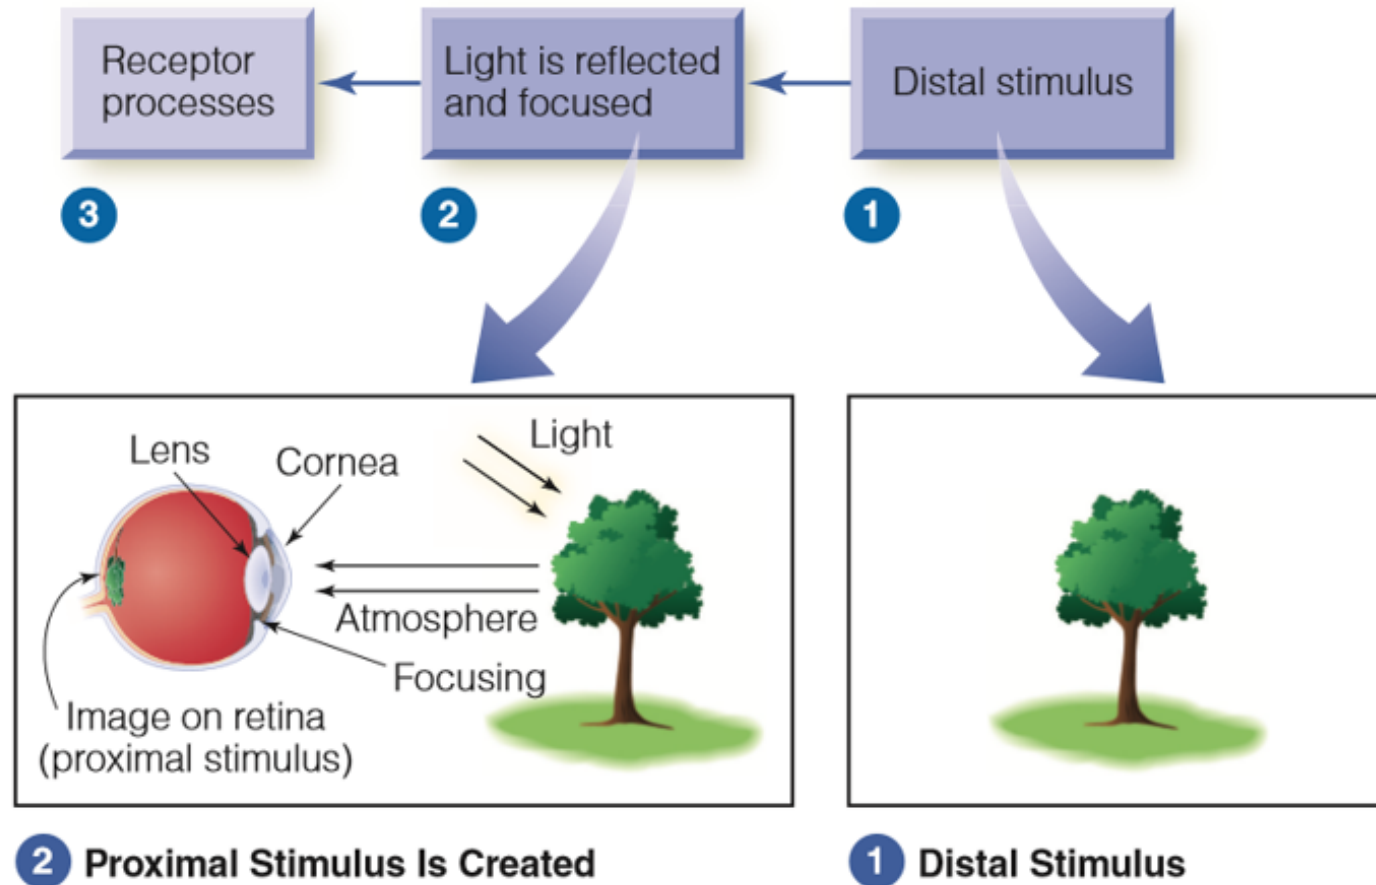 Receptor
processes
Light is reflected
and focused
Distal stimulus
3
2
1
Lens
Cornea
Light
Atmosphere
Focusing
Image on retina
(proximal stimulus)
2 Proximal Stimulus Is Created
1 Distal Stimulus